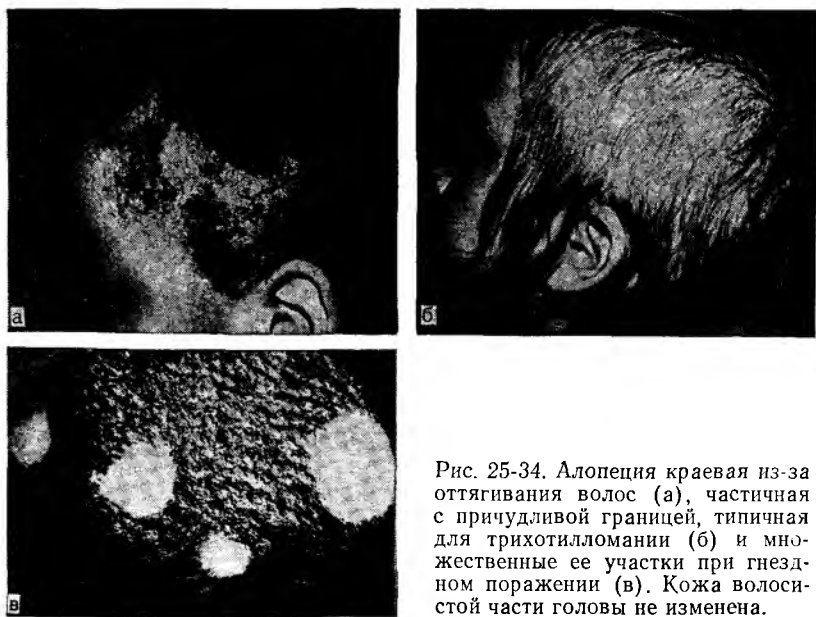 а
б
в
Рис. 25-34. Алопеция краевая из-за
оттягивания волос (а), частичная
с причудливой границей, типичная
для трихотилломании (б) и мно-
жественные ее участки при гнезд-
ном поражении (в). Кожа волоси-
стой части головы не изменена.